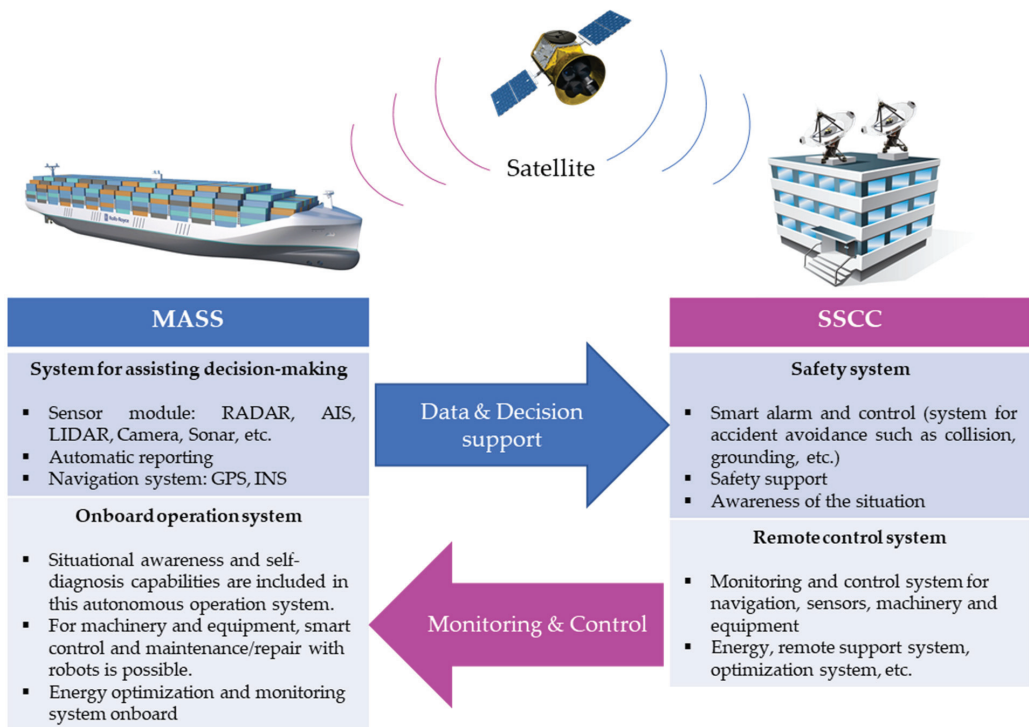 Satellite
MASS
System for assisting decision-making
▪ Sensor module: RADAR, AIS,
LIDAR, Camera, Sonar, etc.
▪ Automatic reporting
▪ Navigation system: GPS, INS
Onboard operation system
▪ Situational awareness and self-
diagnosis capabilities are included in
this autonomous operation system.
▪ For machinery and equipment, smart
control and maintenance/repair with
robots is possible.
▪ Energy optimization and monitoring
system onboard
Data & Decision
support
Monitoring & Control
SSCC
Safety system
▪ Smart alarm and control (system for
accident avoidance such as collision,
grounding, etc.)
▪ Safety support
▪ Awareness of the situation
Remote control system
▪ Monitoring and control system for
navigation, sensors, machinery and
equipment
▪ Energy, remote support system,
optimization system, etc.